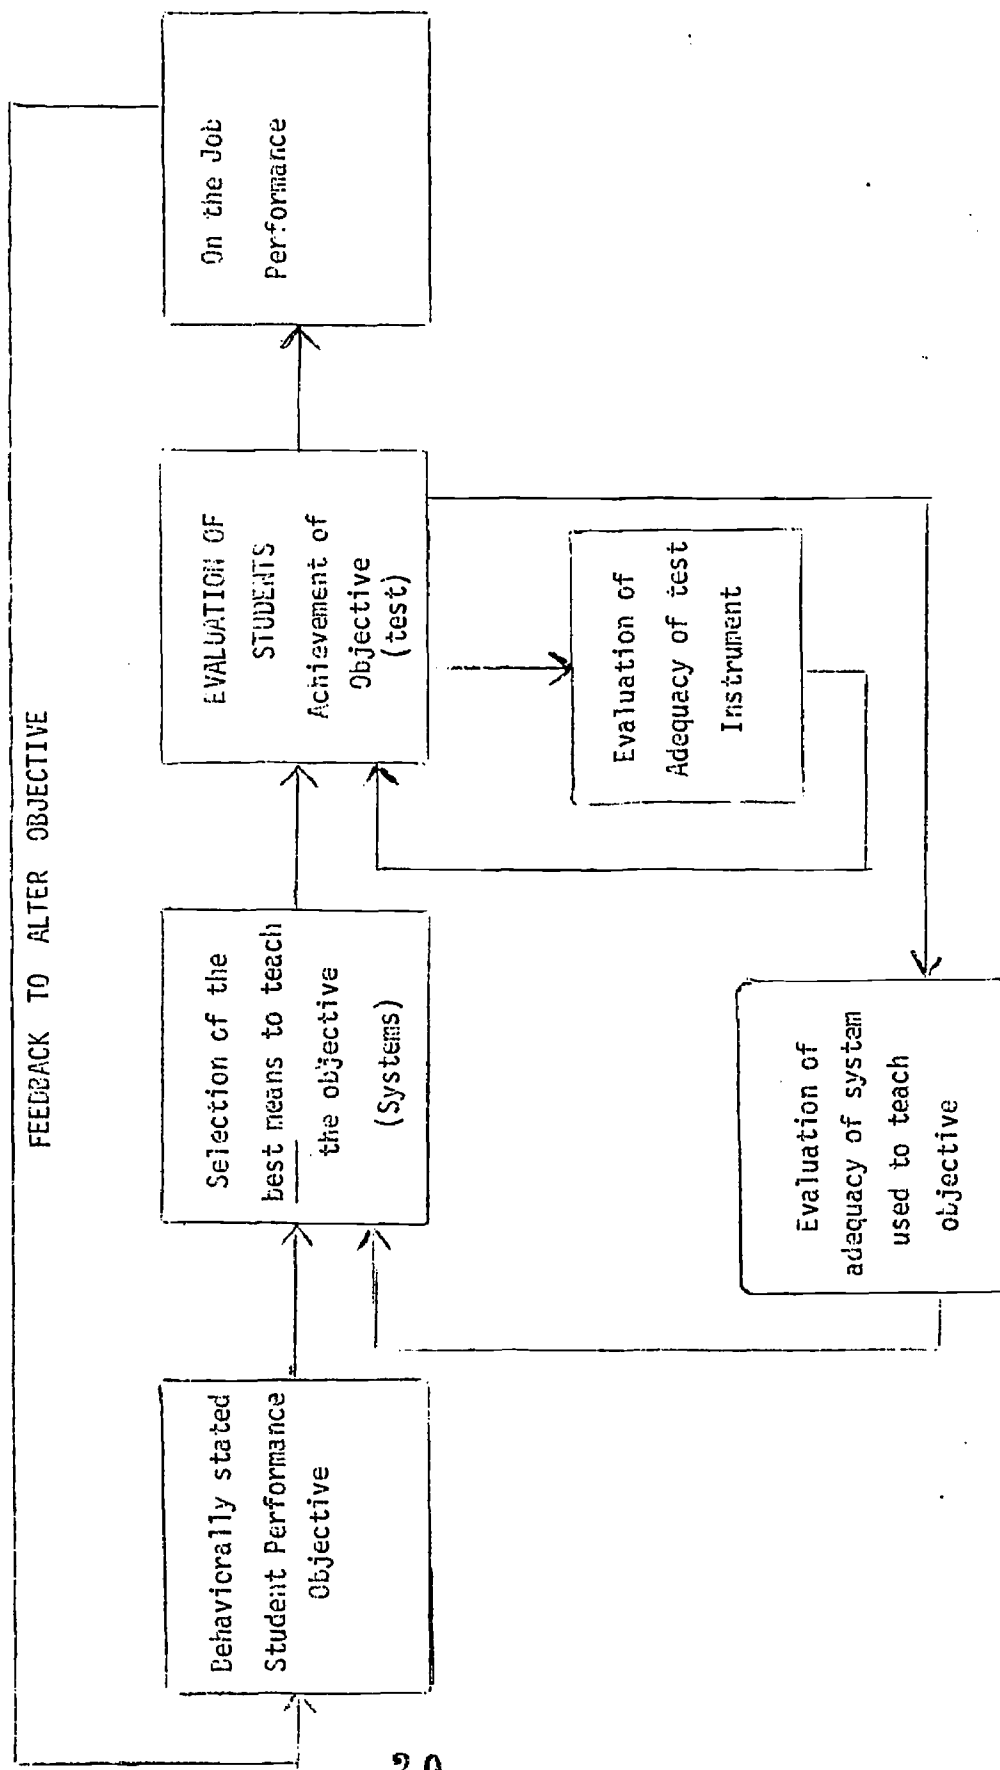 FEEDBACK TO ALTER OBJECTIVE
Behaviorally stated
Student Performance
Objective
Selection of the
best means to teach
the objective
(Systems)
EVALUATION OF
STUDENTS
Achievement of
Objective
(test)
On the Job
Performance
Evaluation of
Adequacy of test
Instrument
Evaluation of
adequacy of system
used to teach
objective